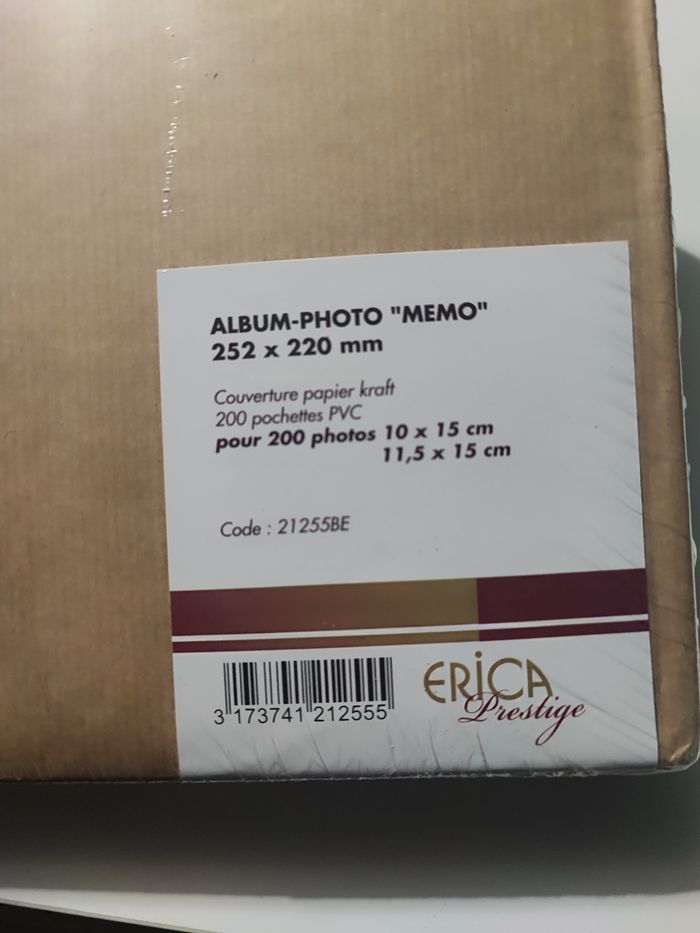 ALBUM-PHOTO "MEMO"
252 x 220 mm
Couverture papier kraft
200 pochettes PVC
pour 200 photos 10 x 15 cm
11,5 x 15 cm
Code : 21255BE
3 173741 212555
ERiCA
Prestige